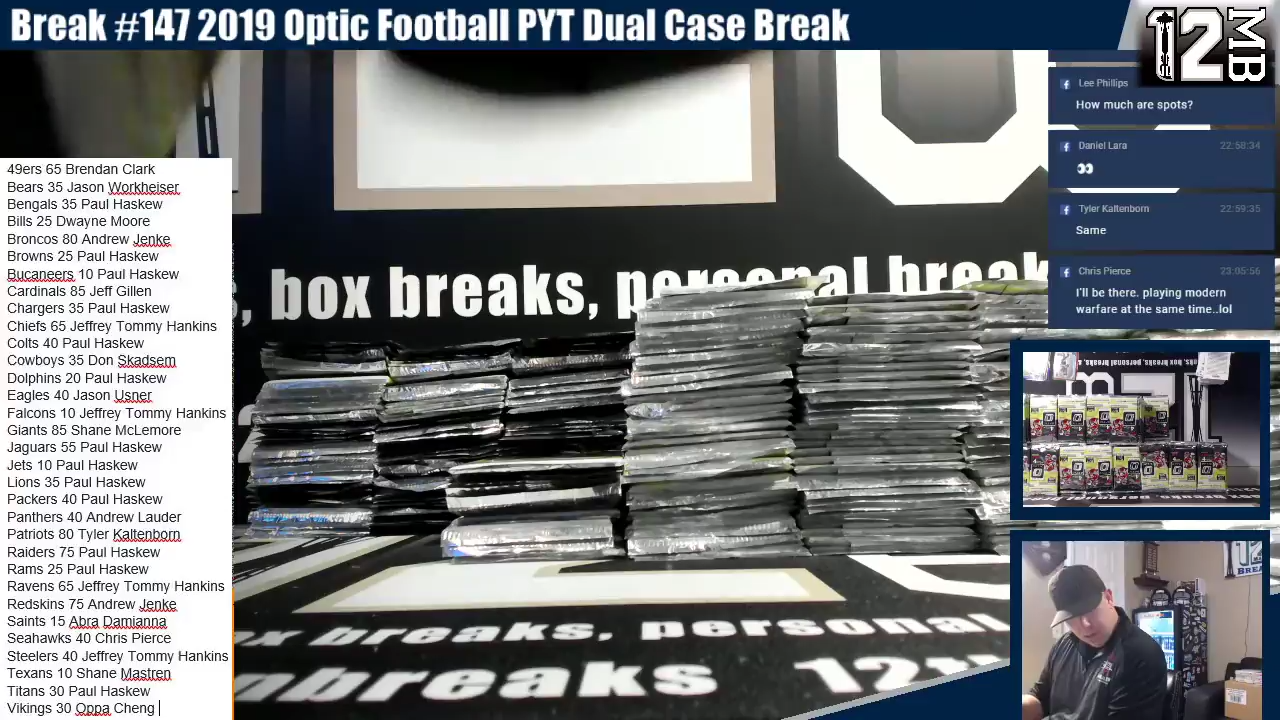 Break #147 2019 Optic Football PYT Dual Case Break
12
MB
Lee Phillips
How much are spots?
Daniel Lara 22:58:34
👀
Tyler Kaltenborn 22:59:35
Same
Chris Pierce 23:05:56
I'll be there. playing modern
warfare at the same time..lol
49ers 65 Brendan Clark
Bears 35 Jason Workheiser
Bengals 35 Paul Haskew
Bills 25 Dwayne Moore
Broncos 80 Andrew Jenke
Browns 25 Paul Haskew
Bucaneers 10 Paul Haskew
Cardinals 85 Jeff Gillen
Chargers 35 Paul Haskew
Chiefs 65 Jeffrey Tommy Hankins
Colts 40 Paul Haskew
Cowboys 35 Don Skadsem
Dolphins 20 Paul Haskew
Eagles 40 Jason Usner
Falcons 10 Jeffrey Tommy Hankins
Giants 85 Shane McLemore
Jaguars 55 Paul Haskew
Jets 10 Paul Haskew
Lions 35 Paul Haskew
Packers 40 Paul Haskew
Panthers 40 Andrew Lauder
Patriots 80 Tyler Kaltenborn
Raiders 75 Paul Haskew
Rams 25 Paul Haskew
Ravens 65 Jeffrey Tommy Hankins
Redskins 75 Andrew Jenke
Saints 15 Abra Damianna
Seahawks 40 Chris Pierce
Steelers 40 Jeffrey Tommy Hankins
Texans 10 Shane Mastren
Titans 30 Paul Haskew
Vikings 30 Oppa Cheng
, box breaks, personal break
box breaks, personal
nbreaks 12TH